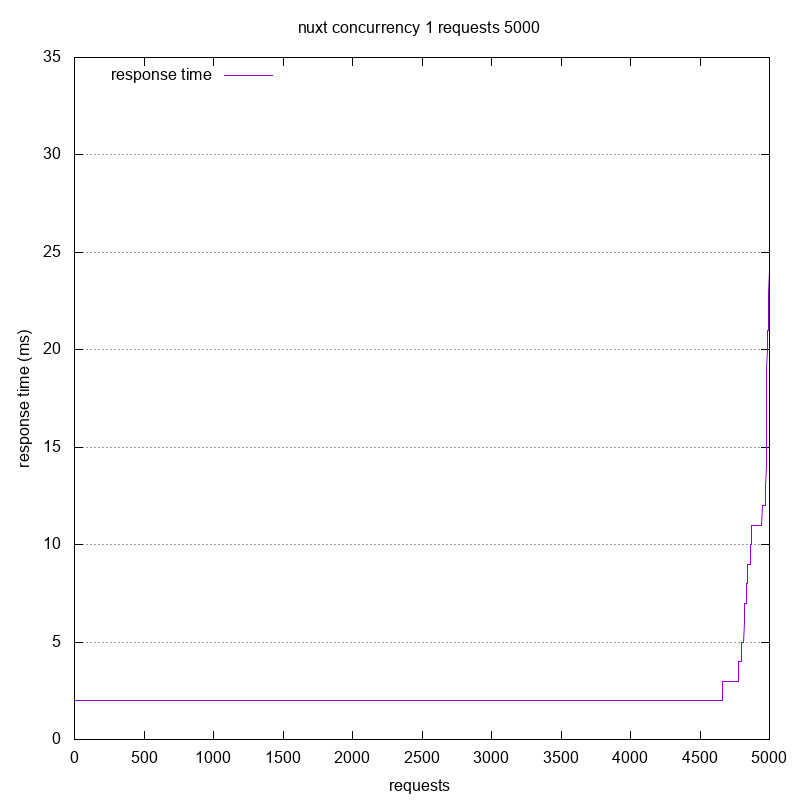 nuxt concurrency 1 requests 5000
response time
35
30
25
20
15
10
5
0
response time (ms)
0 500 1000 1500 2000 2500 3000 3500 4000 4500 5000
requests